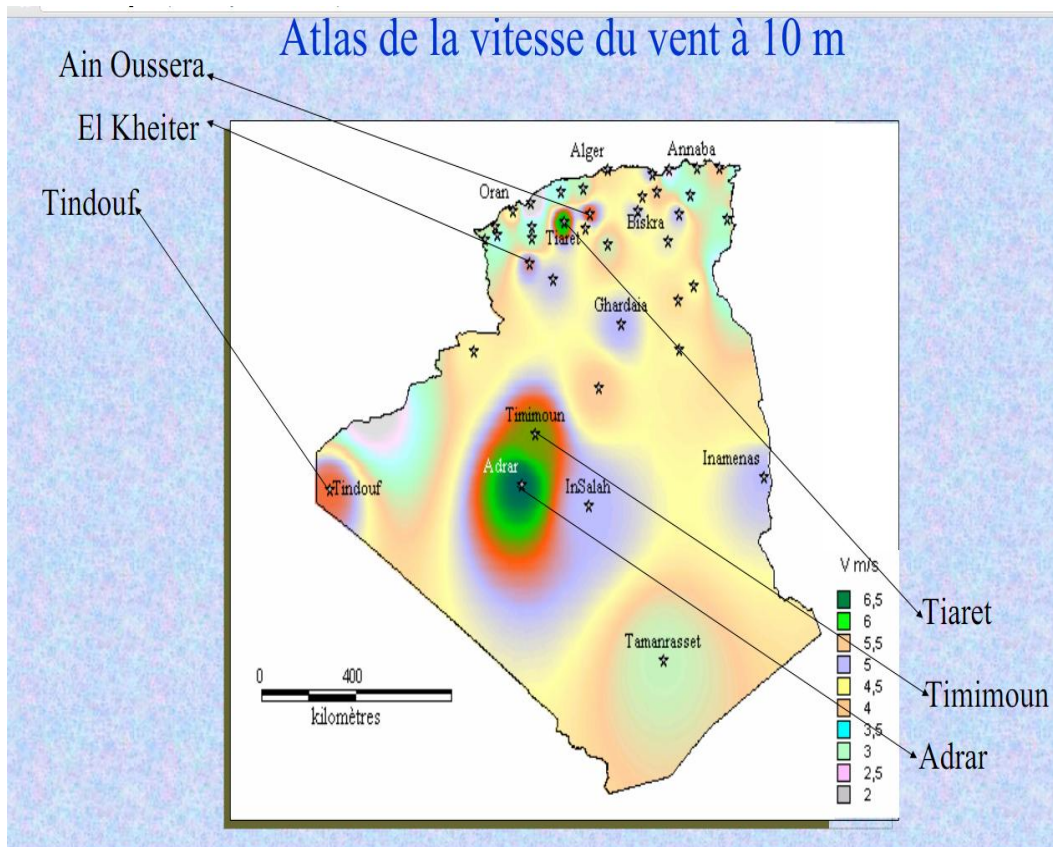 Atlas de la vitesse du vent à 10 m
Ain Oussera
El Kheiter
Tindouf
Alger
Annaba
Oran
Tiaret
Biskra
Ghardaia
Timimoun
Adrar
InSalah
Inamenas
Tindouf
Tamanrasset
0 400
kilomètres
V m/s
6,5
6
5,5
5
4,5
4
3,5
3
2,5
2
Tiaret
Timimoun
Adrar